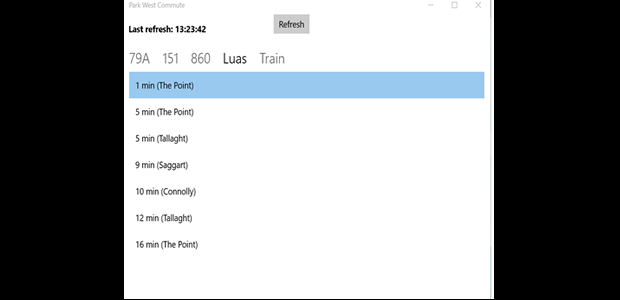 Park West Commute
Last refresh: 13:23:42
Refresh
79A 151 860 Luas Train
1 min (The Point)
5 min (The Point)
5 min (Tallaght)
9 min (Saggart)
10 min (Connolly)
12 min (Tallaght)
16 min (The Point)